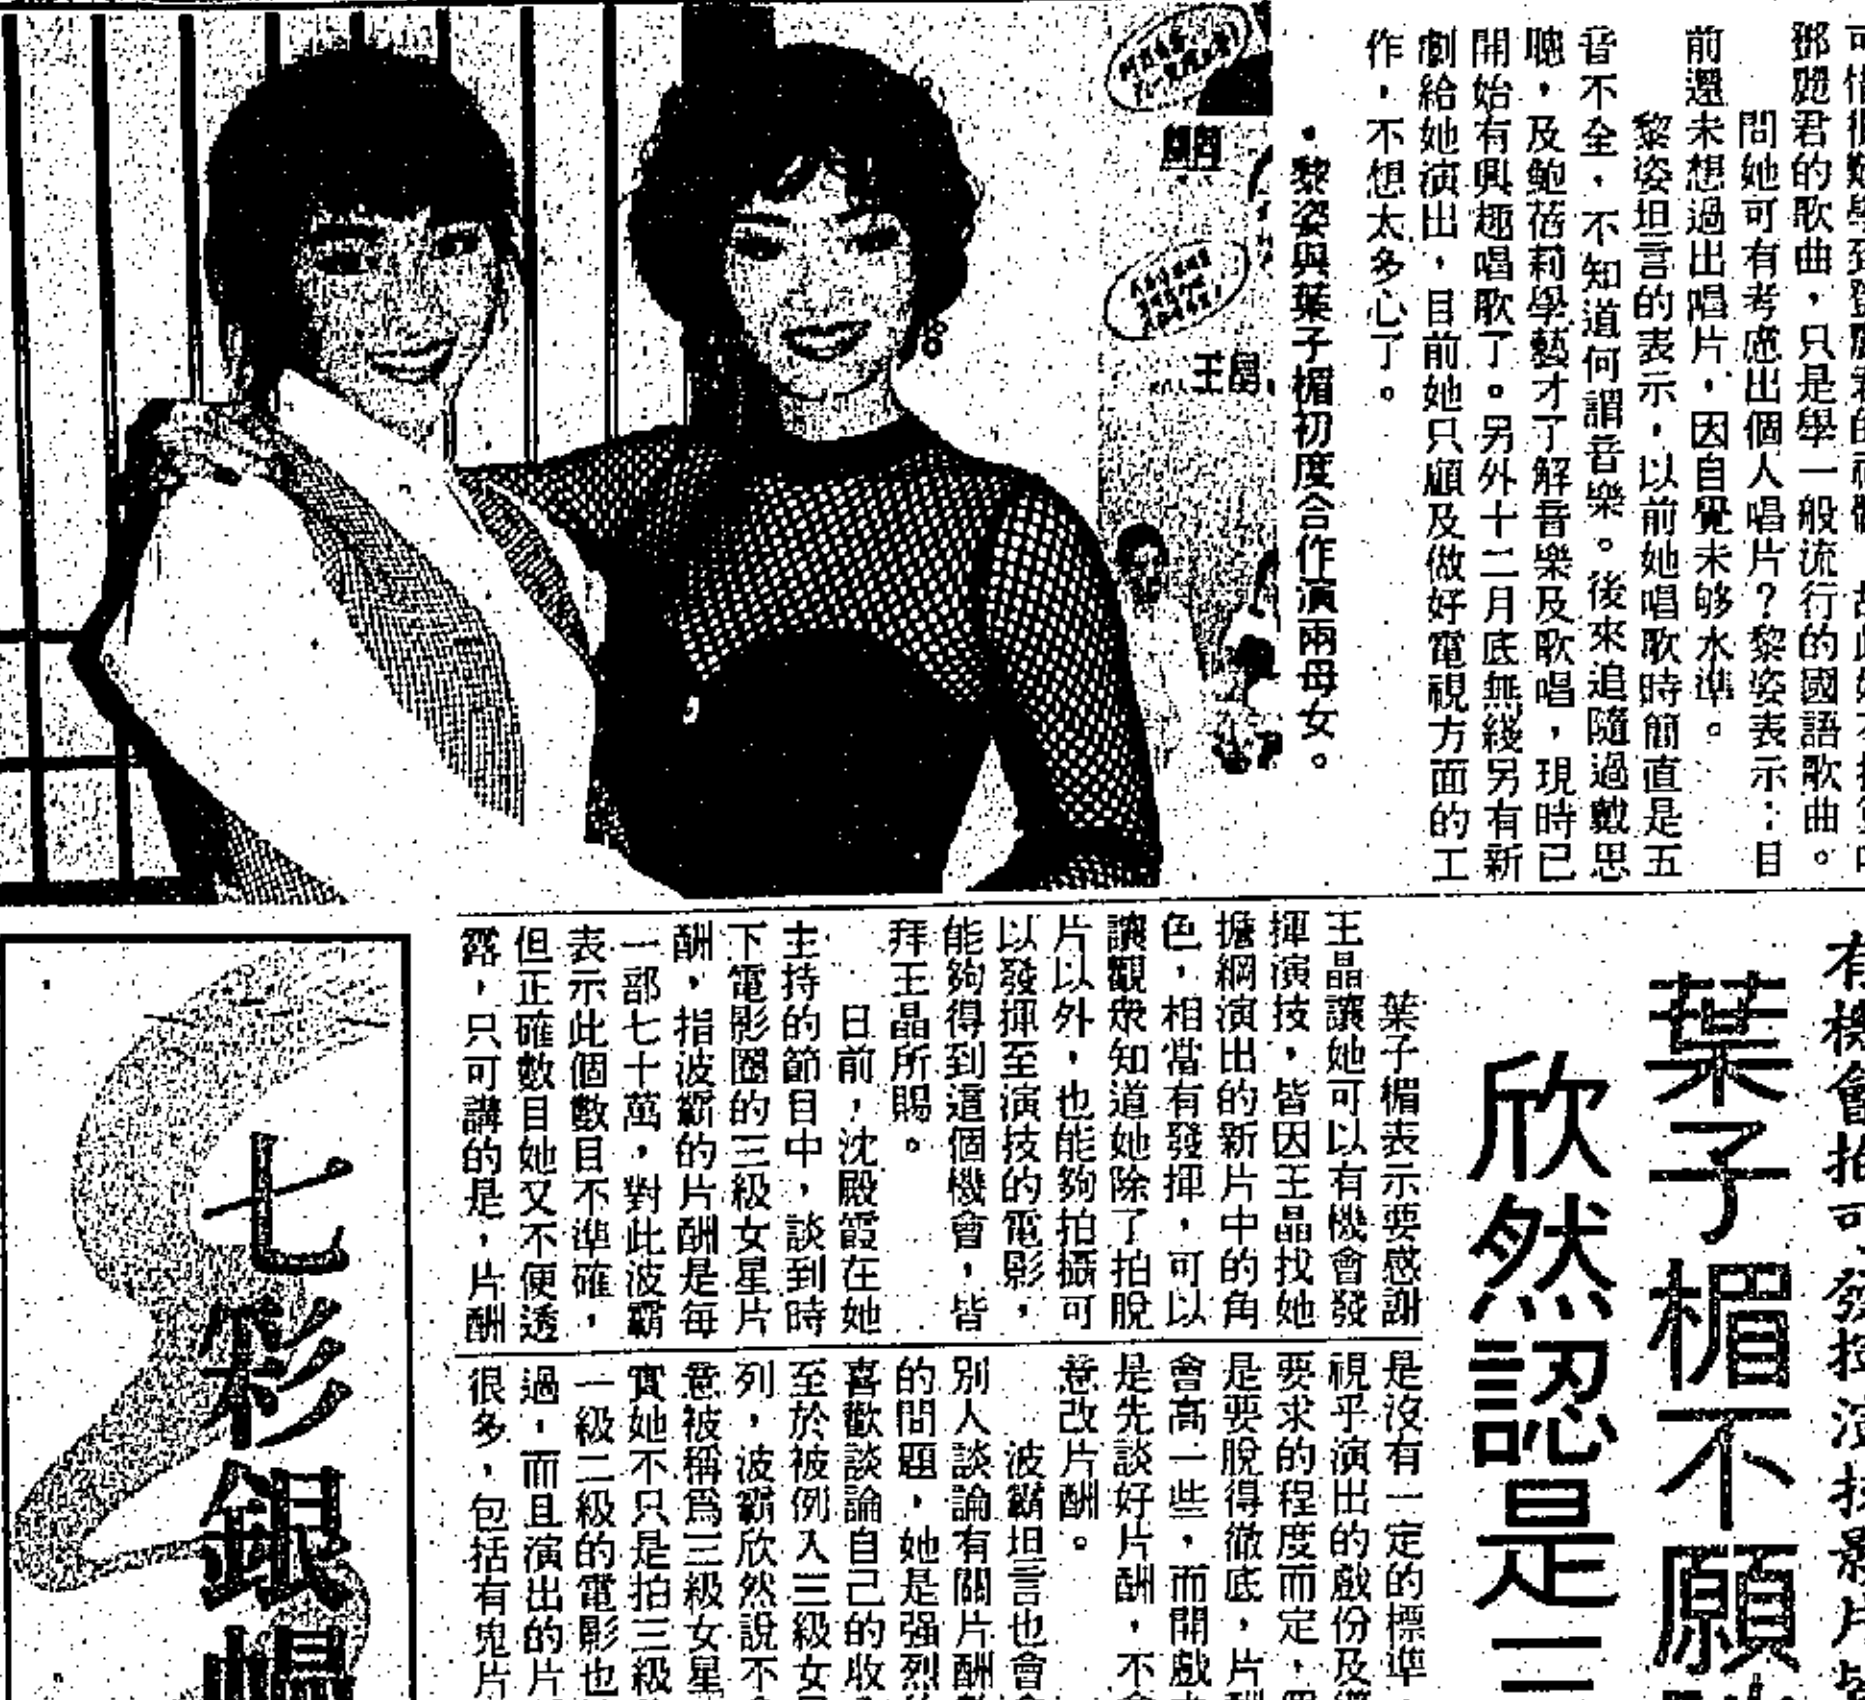 鄧麗君的歌曲，只是學一般流行的國語歌曲。
問她可有考慮出個人唱片？黎姿表示：目
前還未想過出唱片，因自覺未够水準。
黎姿坦言的表示，以前她唱歌時簡直是五
音不全，不知道何謂音樂。後來追隨過戴思
聰，及鮑蓓莉學藝才了解音樂及歌唱，現時已
開始有興趣唱歌了。另外十二月底無綫另有新
劇給她演出，目前她只顧及做好電視方面的工
作，不想太多心了。
・黎姿與葉子楣初度合作演兩母女。
王晶
有機會拍可發揮演技影片
葉子楣不願
欣然認是三
葉子楣表示要感謝
王晶讓她可以有機會發
揮演技，皆因王晶找她
擔綱演出的新片中的角
色，相當有發揮，可以
讓觀衆知道她除了拍脫
片以外，也能夠拍攝可
以發揮至演技的電影，
能夠得到這個機會，皆
拜王晶所賜。
日前，沈殿霞在她
主持的節目中，談到時
下電影圈的三級女星片
酬，指波霸的片酬是每
一部七十萬，對此波霸
表示此個數目不準確，
但正確數目她又不便透
露，只可講的是，片酬
是沒有一定的標準，
視乎演出的戲份及
要求的程度而定，
是要脫得徹底，片酬
會高一些，而開戲
是先談好片酬，不會
意改片酬。
波霸坦言也會
別人談論有關片酬
的問題，她是强烈
喜歡談論自己的收
至於被例入三級女
列，波霸欣然說不
意被稱爲三級女星
實她不只是拍三級
一級二級的電影也
過，而且演出的片
很多，包括有鬼片
七彩銀幄